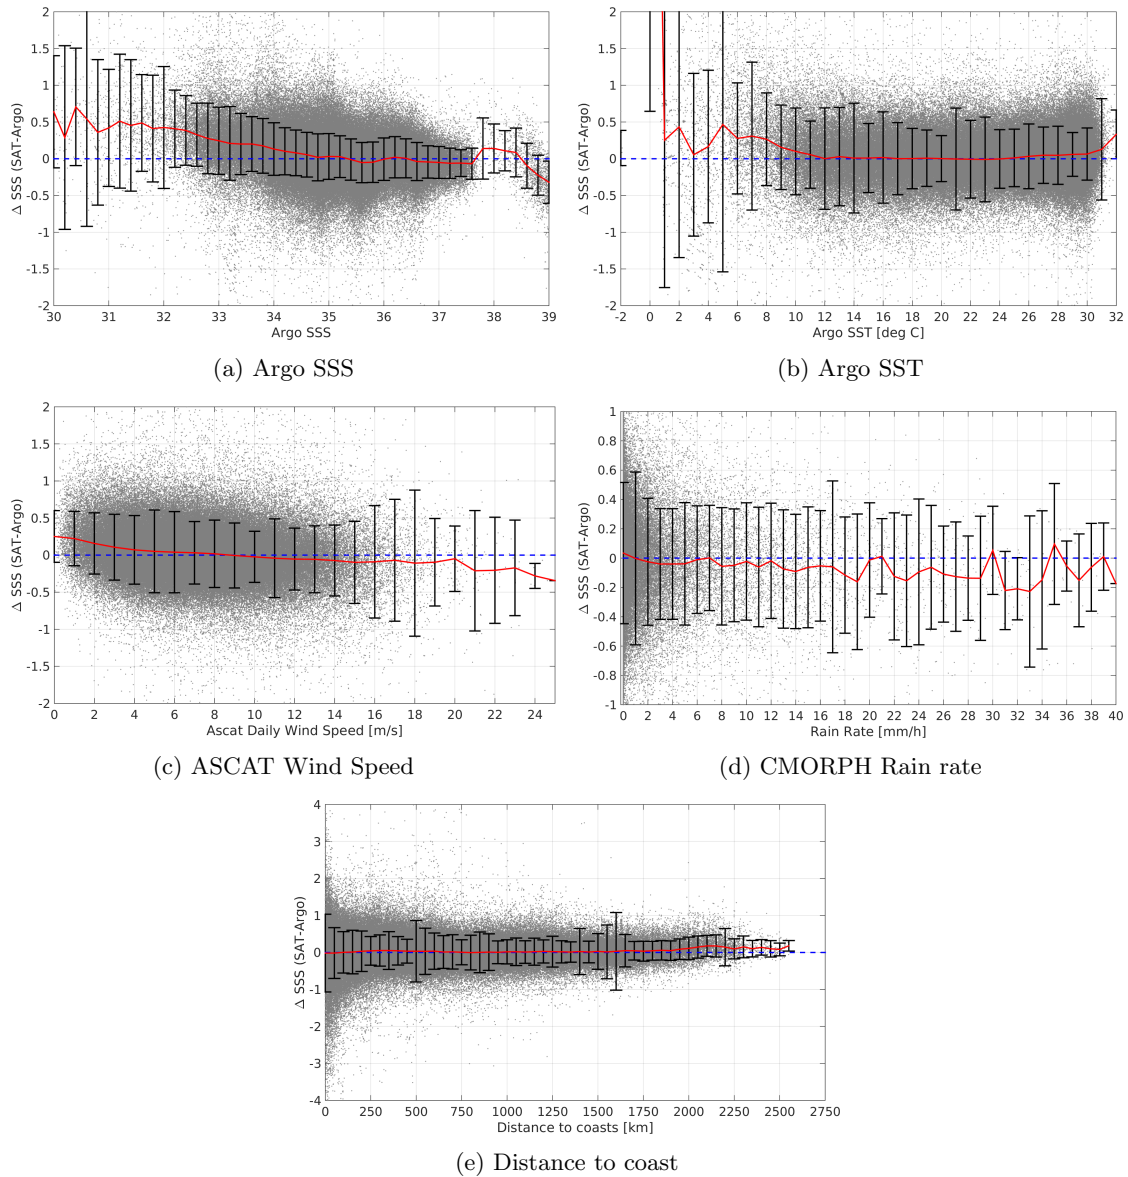 2
1.5
1
0.5
0
-0.5
-1
-1.5
-2
Δ SSS (SAT-Argo)
30 31 32 33 34 35 36 37 38 39
Argo SSS
(a) Argo SSS
2
1.5
1
0.5
0
-0.5
-1
-1.5
-2
Δ SSS (SAT-Argo)
-2 0 2 4 6 8 10 12 14 16 18 20 22 24 26 28 30 32
Argo SST [deg C]
(b) Argo SST
2
1.5
1
0.5
0
-0.5
-1
-1.5
-2
Δ SSS (SAT-Argo)
0 2 4 6 8 10 12 14 16 18 20 22 24
Ascat Daily Wind Speed [m/s]
(c) ASCAT Wind Speed
1
0.8
0.6
0.4
0.2
0
-0.2
-0.4
-0.6
-0.8
-1
Δ SSS (SAT-Argo)
0 2 4 6 8 10 12 14 16 18 20 22 24 26 28 30 32 34 36 38 40
Rain Rate [mm/h]
(d) CMORPH Rain rate
4
3
2
1
0
-1
-2
-3
-4
Δ SSS (SAT-Argo)
0 250 500 750 1000 1250 1500 1750 2000 2250 2500 2750
Distance to coasts [km]
(e) Distance to coast